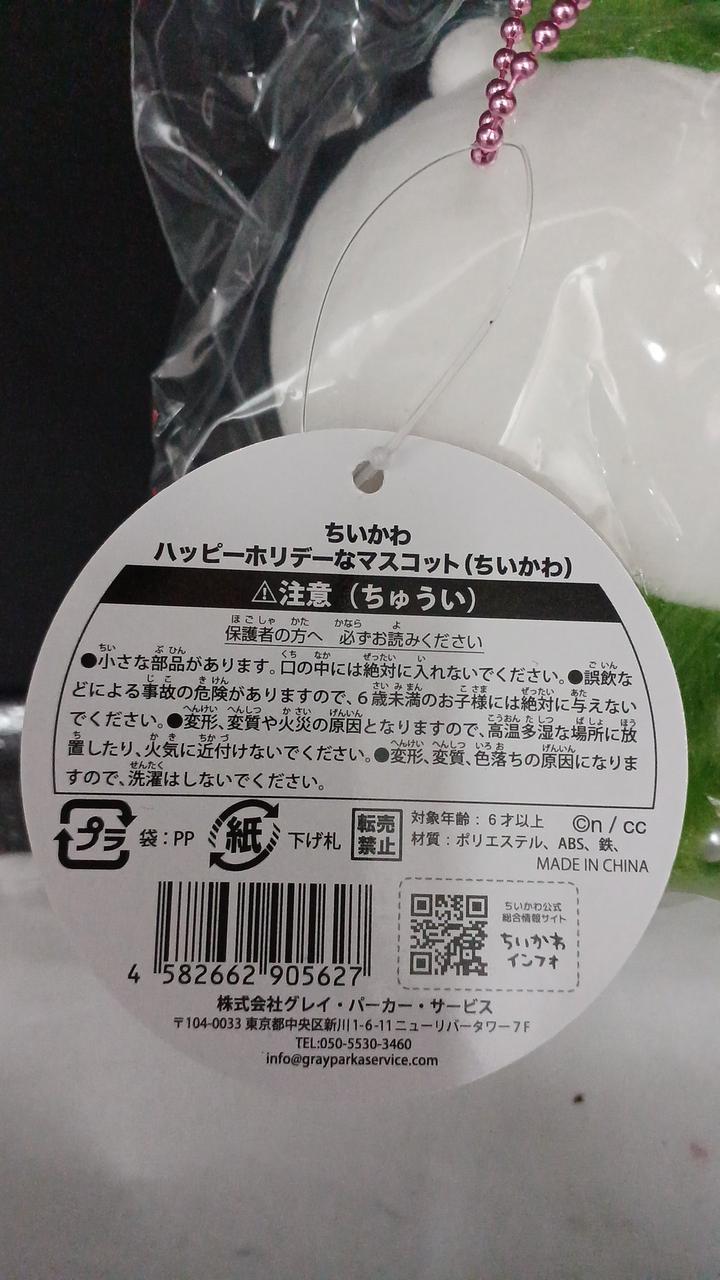 ちいかわ
ハッピーホリデーなマスコット(ちいかわ)
⚠注意(ちゅうい)
保護者の方へ 必ずお読みください
●小さな部品があります。口の中には絶対に入れないでください。●誤飲な
どによる事故の危険がありますので、6歳未満のお子様には絶対に与えない
でください。●変形、変質や火災の原因となりますので、高温多湿な場所に放
置したり、火気に近付けないでください。●変形、変質、色落ちの原因になりま
すので、洗濯はしないでください。
プラ 袋:PP 紙 下げ札 転売禁止 対象年齢:6才以上 ©n / cc
材質:ポリエステル、ABS、鉄、
MADE IN CHINA
ちいかわ公式
総合情報サイト
ちいかわ
インフォ
4 582662 905627
株式会社グレイ・パーカー・サービス
〒104-0033 東京都中央区新川1-6-11ニューリバータワー7F
TEL:050-5530-3460
info@grayparkaservice.com